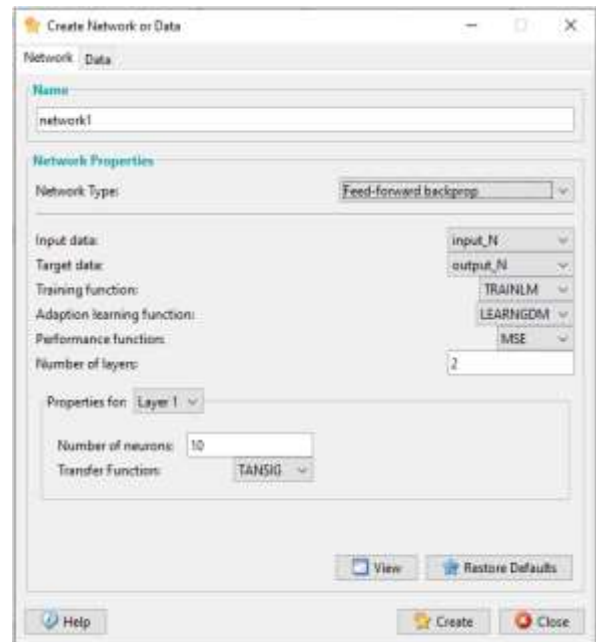 Create Network or Data
Network Data
Name
network1
Network Properties
Network Type: Feed-forward backprop
Input data: input_N
Target data: output_N
Training function: TRAINLM
Adaption learning function: LEARNGDM
Performance function: MSE
Number of layers: 2
Properties for: Layer 1
Number of neurons: 10
Transfer Function: TANSIG
View Restore Defaults
Help Create Close